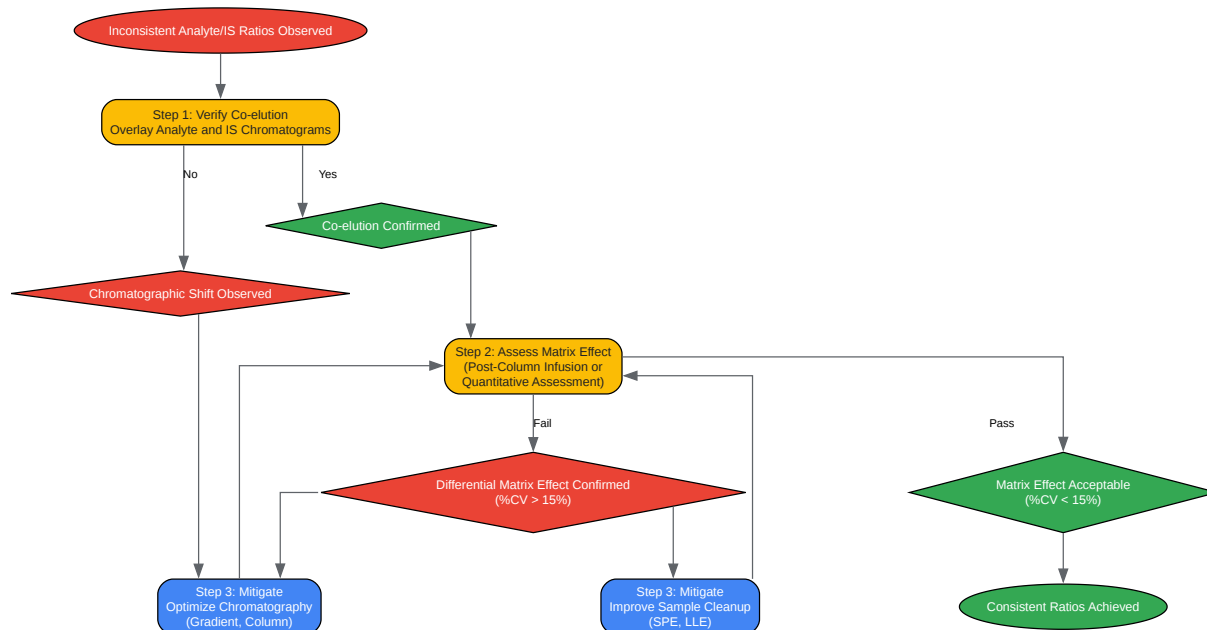 Inconsistent Analyte/IS Ratios Observed
Step 1: Verify Co-elution
Overlay Analyte and IS Chromatograms
No
Yes
Co-elution Confirmed
Chromatographic Shift Observed
Step 2: Assess Matrix Effect
(Post-Column Infusion or
Quantitative Assessment)
Fail
Pass
Differential Matrix Effect Confirmed
(%CV > 15%)
Matrix Effect Acceptable
(%CV < 15%)
Step 3: Mitigate
Optimize Chromatography
(Gradient, Column)
Step 3: Mitigate
Improve Sample Cleanup
(SPE, LLE)
Consistent Ratios Achieved